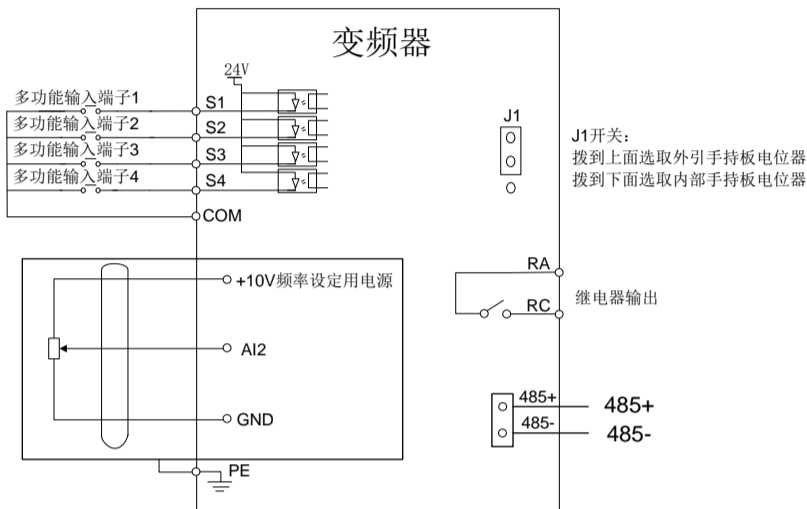 变频器
24V
多功能输入端子1
S1
多功能输入端子2
S2
多功能输入端子3
S3
多功能输入端子4
S4
COM
J1
J1开关:
拨到上面选取外引手持板电位器
拨到下面选取内部手持板电位器
+10V频率设定用电源
AI2
GND
PE
RA
RC
继电器输出
485+
485+
485-
485-